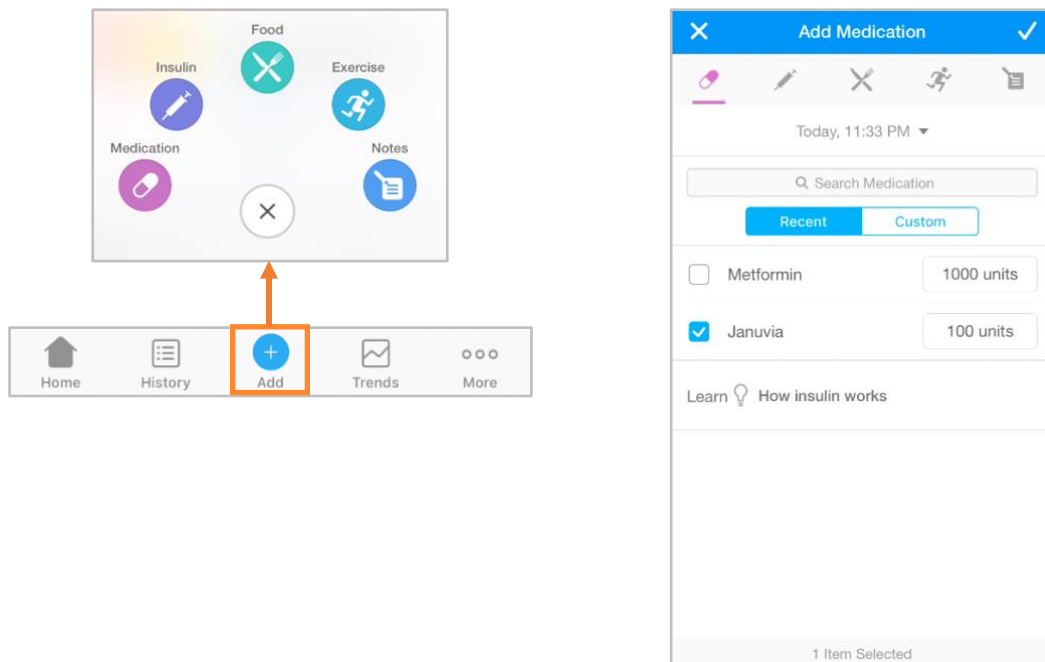 Food
Insulin
Exercise
Medication
Notes
Home
History
Add
Trends
More
Add Medication
Today, 11:33 PM
Search Medication
Recent
Custom
Metformin
1000 units
Januvia
100 units
Learn How insulin works
1 Item Selected